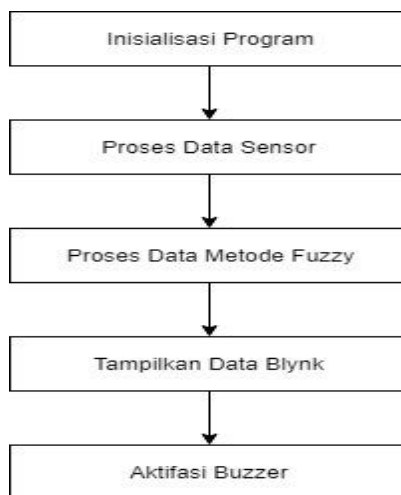 Inisialisasi Program
Proses Data Sensor
Proses Data Metode Fuzzy
Tampilkan Data Blynk
Aktifasi Buzzer